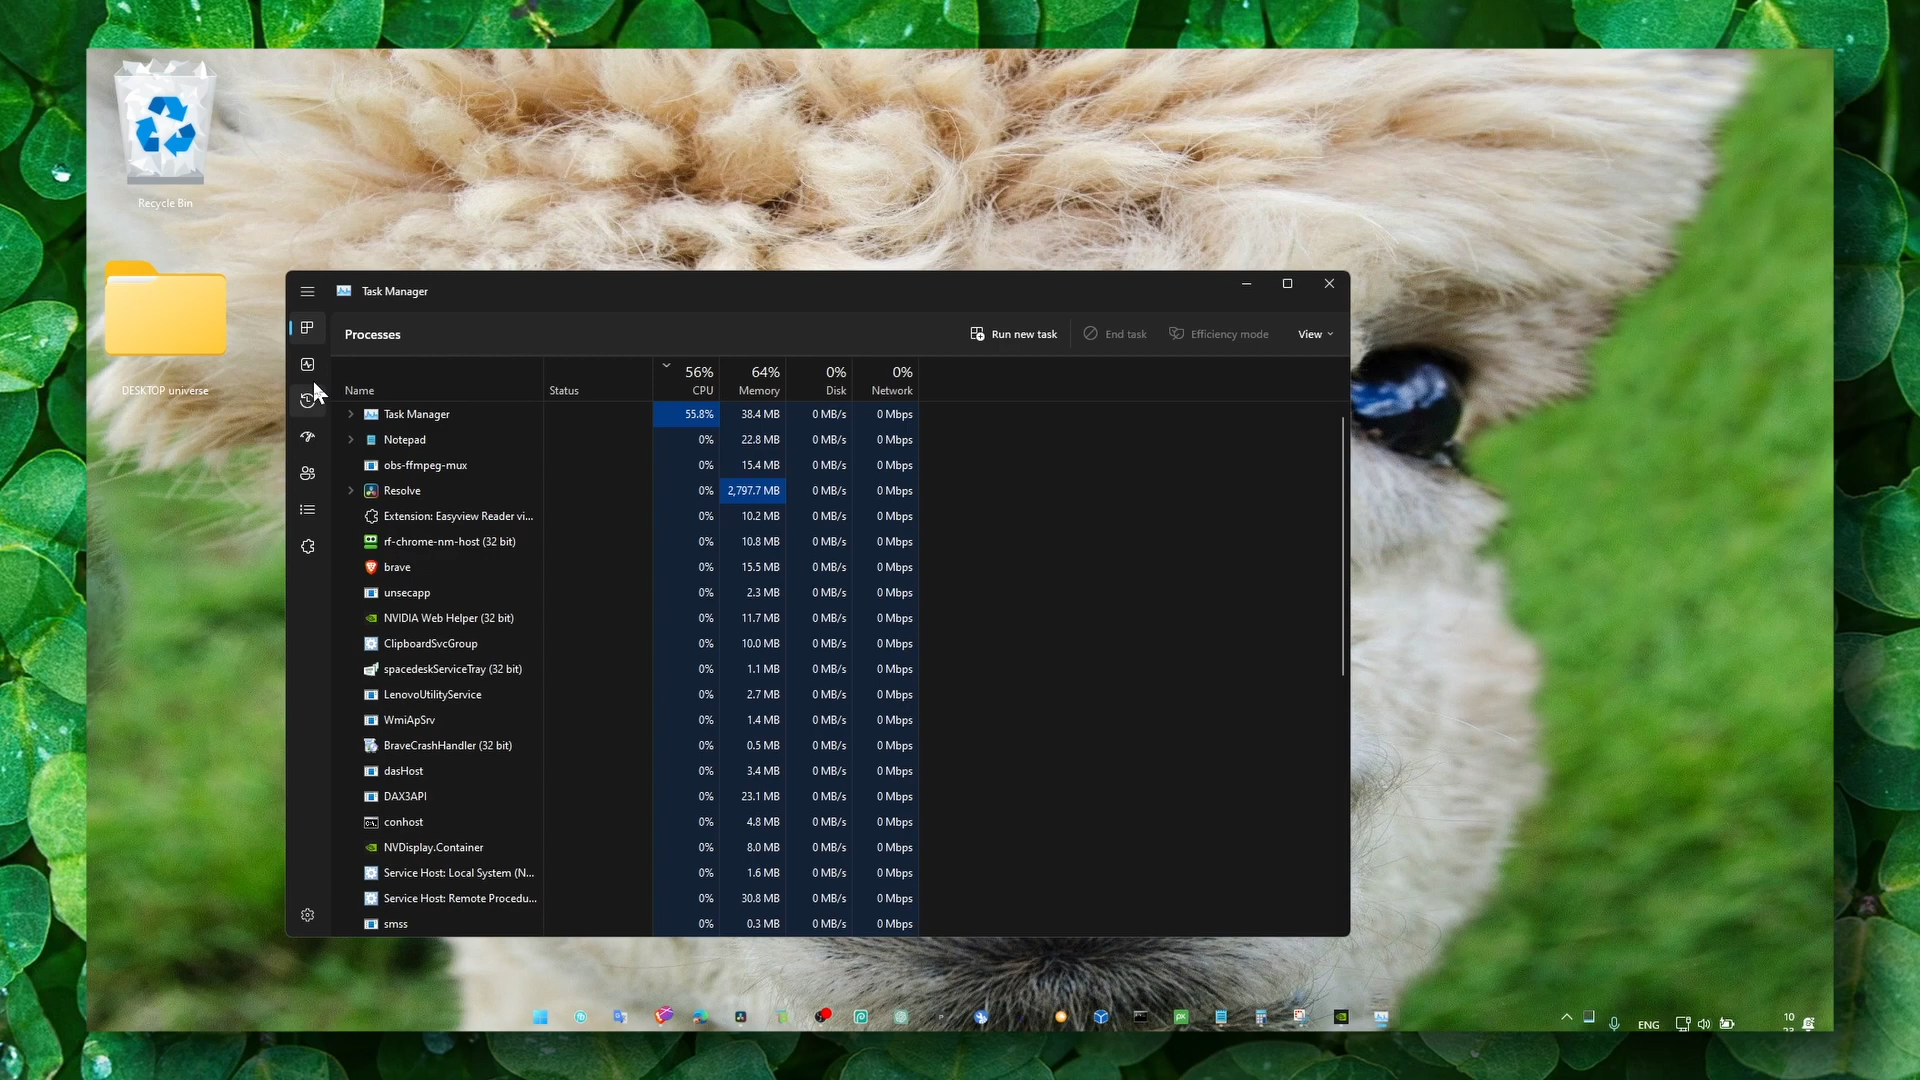 Recycle Bin
DESKTOP universe
Task Manager
Processes
Run new task
End task
Efficiency mode
View
56% 64% 0% 0%
Name Status CPU Memory Disk Network
Task Manager 55.8% 38.4 MB 0 MB/s 0 Mbps
Notepad 0% 22.8 MB 0 MB/s 0 Mbps
obs-ffmpeg-mux 0% 15.4 MB 0 MB/s 0 Mbps
Resolve 0% 2,797.7 MB 0 MB/s 0 Mbps
Extension: Easyview Reader vi... 0% 10.2 MB 0 MB/s 0 Mbps
rf-chrome-nm-host (32 bit) 0% 10.8 MB 0 MB/s 0 Mbps
brave 0% 15.5 MB 0 MB/s 0 Mbps
unsecapp 0% 2.3 MB 0 MB/s 0 Mbps
NVIDIA Web Helper (32 bit) 0% 11.7 MB 0 MB/s 0 Mbps
ClipboardSvcGroup 0% 10.0 MB 0 MB/s 0 Mbps
spacedeskServiceTray (32 bit) 0% 1.1 MB 0 MB/s 0 Mbps
LenovoUtilityService 0% 2.7 MB 0 MB/s 0 Mbps
WmiApSrv 0% 1.4 MB 0 MB/s 0 Mbps
BraveCrashHandler (32 bit) 0% 0.5 MB 0 MB/s 0 Mbps
dasHost 0% 3.4 MB 0 MB/s 0 Mbps
DAX3API 0% 23.1 MB 0 MB/s 0 Mbps
conhost 0% 4.8 MB 0 MB/s 0 Mbps
NVDisplay.Container 0% 8.0 MB 0 MB/s 0 Mbps
Service Host: Local System (N... 0% 1.6 MB 0 MB/s 0 Mbps
Service Host: Remote Procedu... 0% 30.8 MB 0 MB/s 0 Mbps
smss 0% 0.3 MB 0 MB/s 0 Mbps
ENG
10